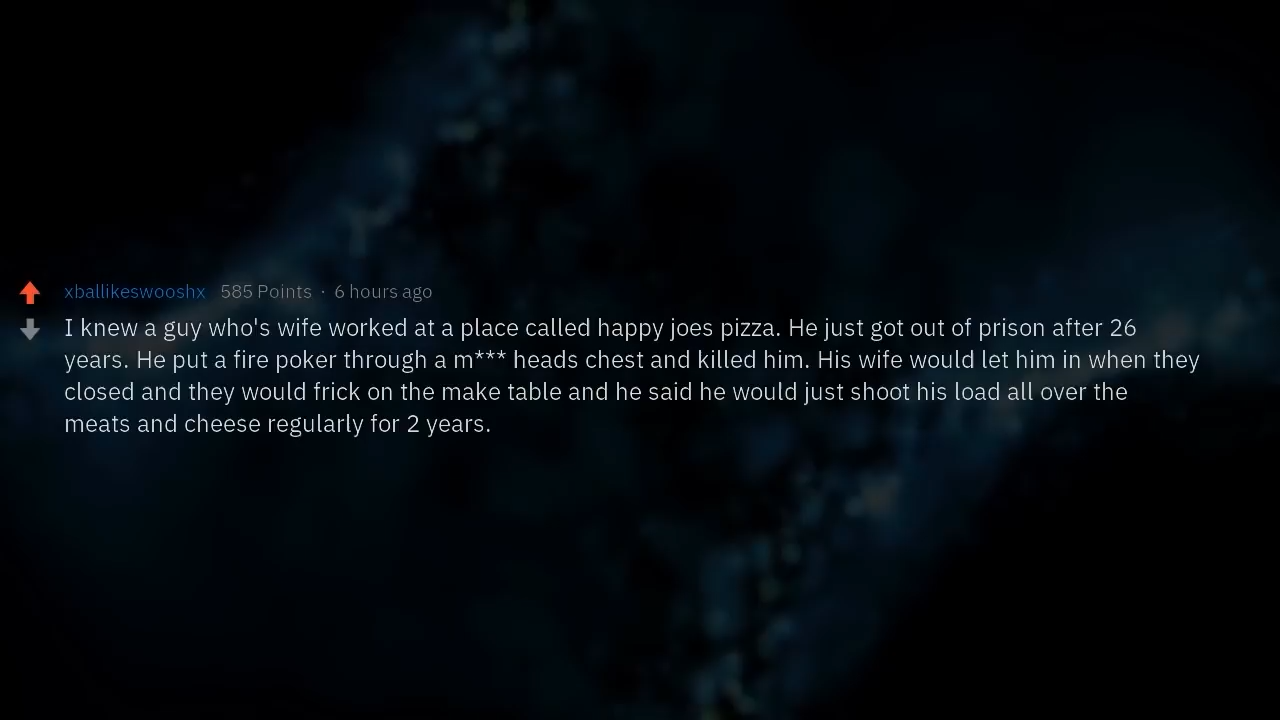 xballikeswooshx 585 Points · 6 hours ago
I knew a guy who's wife worked at a place called happy joes pizza. He just got out of prison after 26
years. He put a fire poker through a m*** heads chest and killed him. His wife would let him in when they
closed and they would frick on the make table and he said he would just shoot his load all over the
meats and cheese regularly for 2 years.